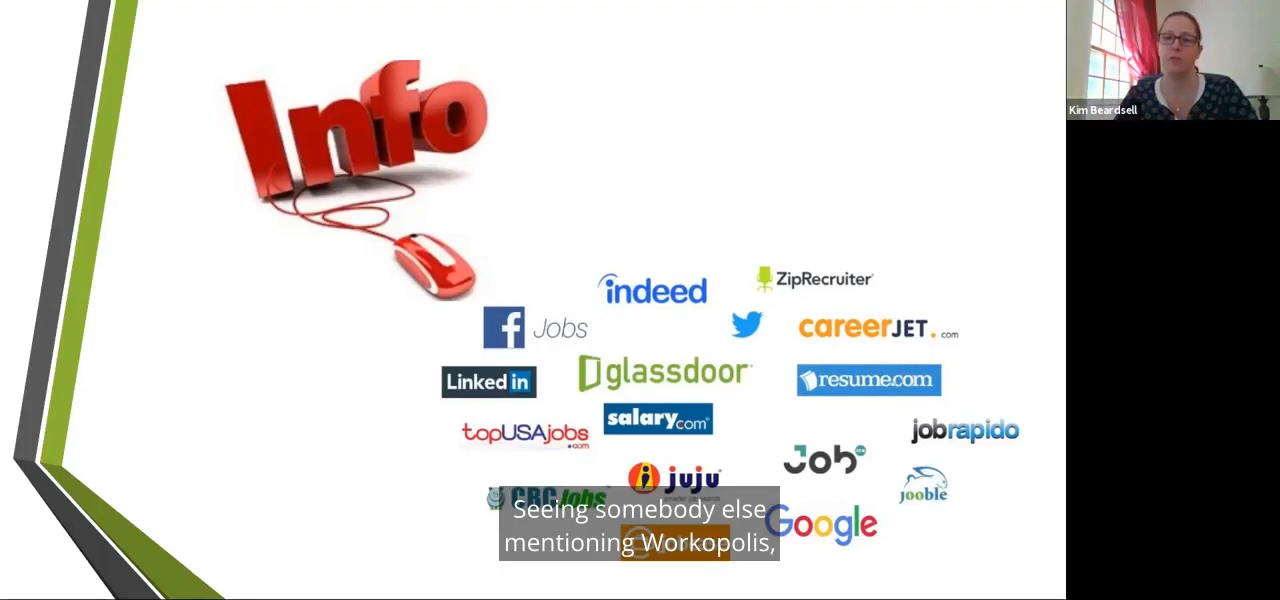 Info
Kim Beardsell
indeed
ZipRecruiter
Jobs
careerJET.com
Linked in
glassdoor
resume.com
topUSAjobs
.com
salary.com
jobrapido
Job
juju
jooble
CBCJobs
Google
Seeing somebody else
mentioning Workopolis,